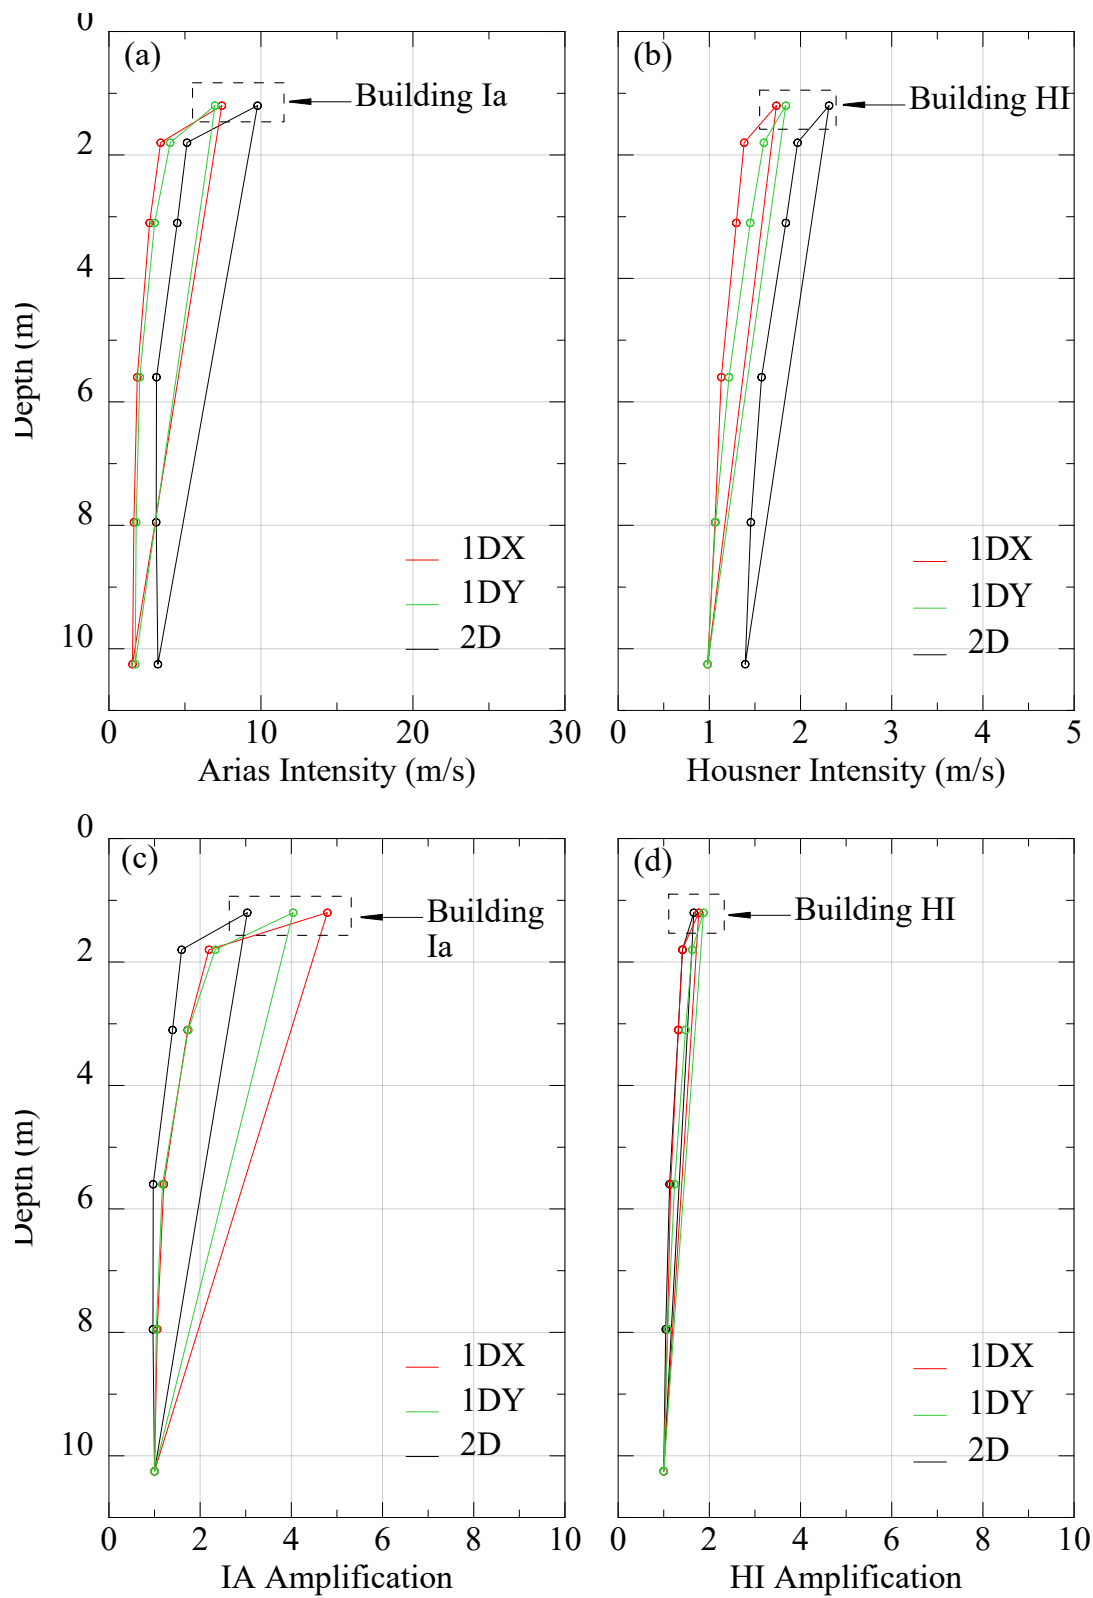 0
(a)
(b)
Building Ia
Building HI
2
4
Depth (m)
6
8
1DX
1DX
1DY
1DY
10
2D
2D
0 10 20 30
0 1 2 3 4 5
Arias Intensity (m/s)
Housner Intensity (m/s)
0
(c)
(d)
Building
Ia
Building HI
2
4
Depth (m)
6
8
1DX
1DX
1DY
1DY
10
2D
2D
0 2 4 6 8 10
0 2 4 6 8 10
IA Amplification
HI Amplification